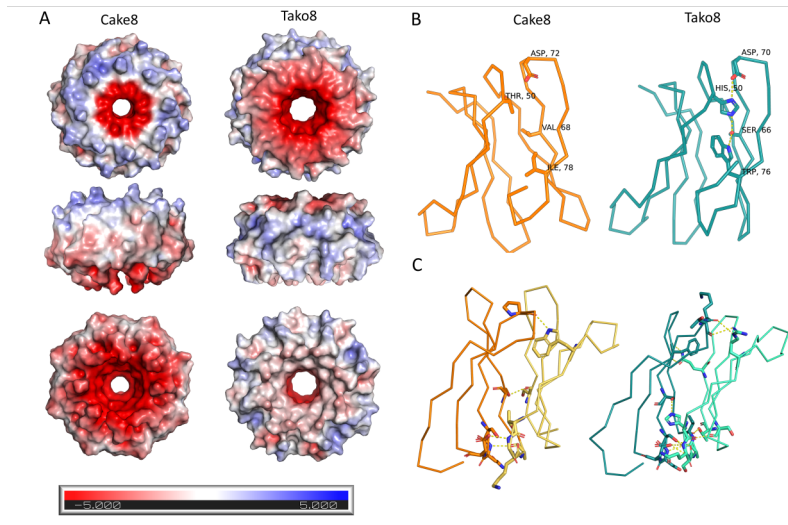 A
Cake8
Tako8
B
Cake8
Tako8
ASP, 72
THR, 50
VAL, 68
ILE, 78
ASP, 70
HIS, 50
SER, 66
TRP, 76
C
-5.000
5.000